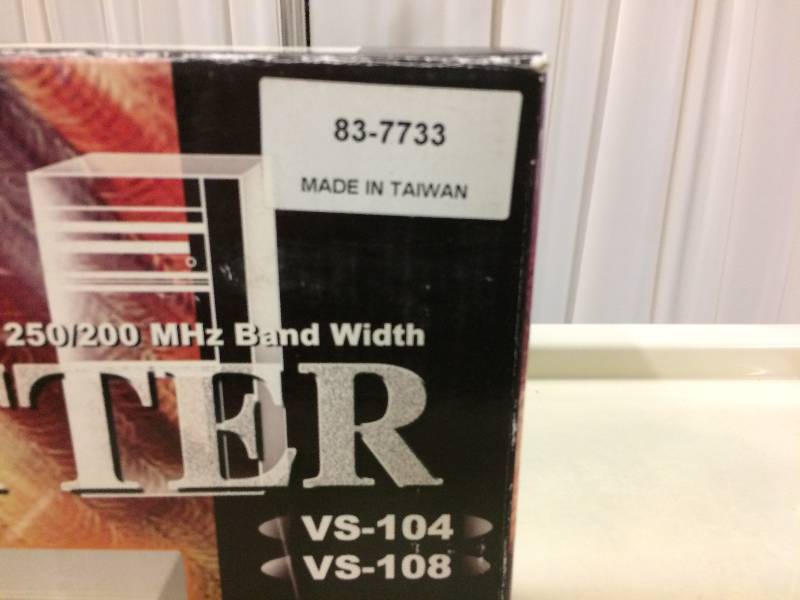 83-7733
MADE IN TAIWAN
250/200 MHz Band Width
TER
VS-104
VS-108